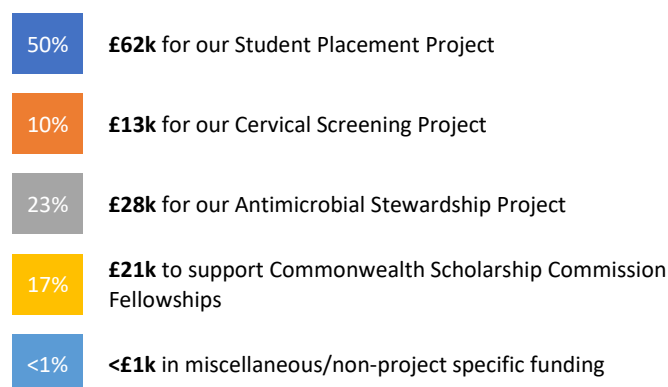 50% £62k for our Student Placement Project
10% £13k for our Cervical Screening Project
23% £28k for our Antimicrobial Stewardship Project
17% £21k to support Commonwealth Scholarship Commission
Fellowships
<1% <£1k in miscellaneous/non-project specific funding